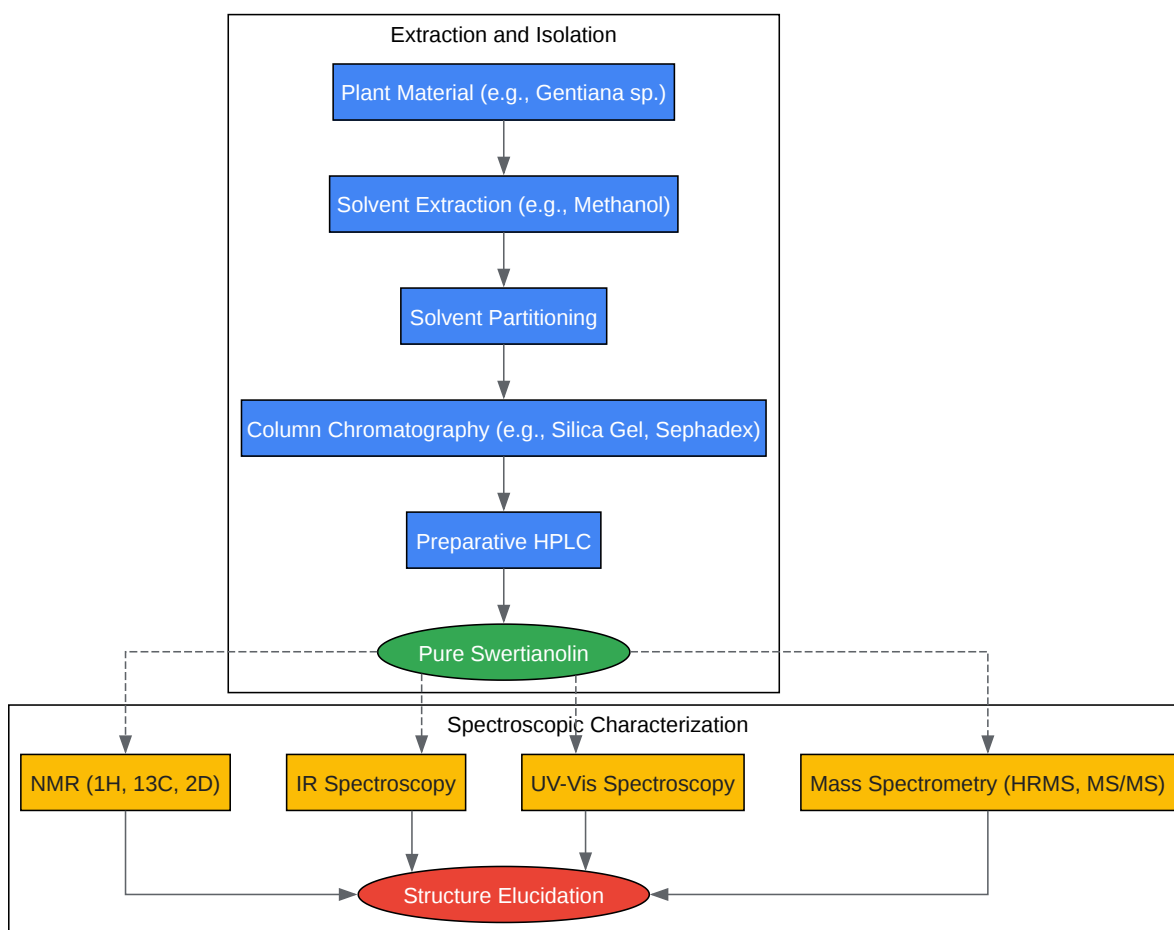 Extraction and Isolation
Plant Material (e.g., Gentiana sp.)
Solvent Extraction (e.g., Methanol)
Solvent Partitioning
Column Chromatography (e.g., Silica Gel, Sephadex)
Preparative HPLC
Pure Swertianolin
Spectroscopic Characterization
NMR (1H, 13C, 2D)
IR Spectroscopy
UV-Vis Spectroscopy
Mass Spectrometry (HRMS, MS/MS)
Structure Elucidation